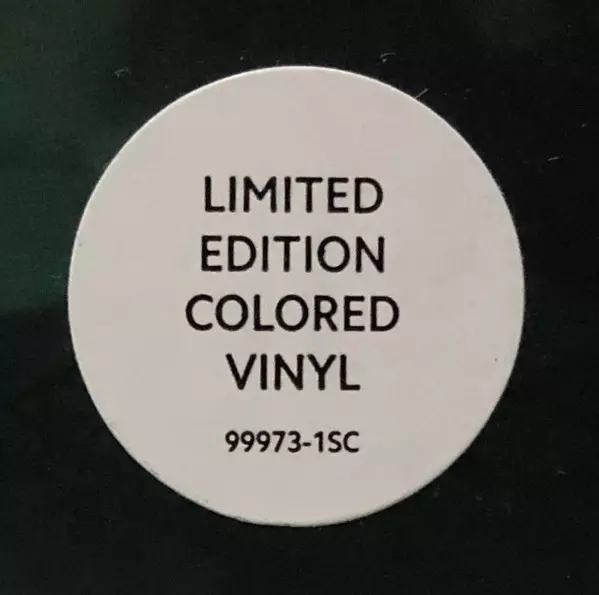 LIMITED
EDITION
COLORED
VINYL
99973-1SC